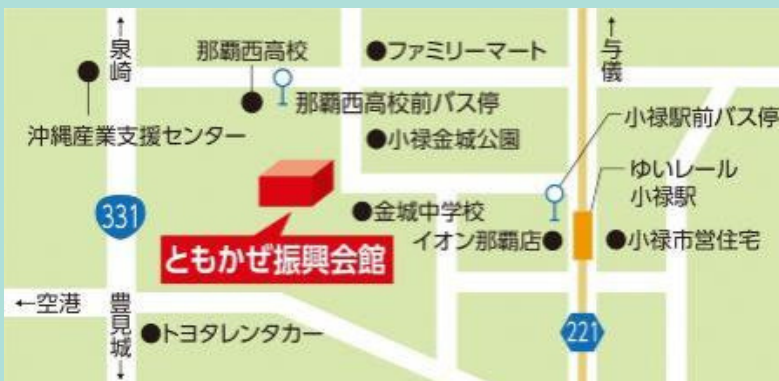 ↑泉崎
那覇西高校
●ファミリーマート
↑与儀
那覇西高校前バス停
小禄駅前バス停
沖縄産業支援センター
●小禄金城公園
ゆいレール
小禄駅
331
●金城中学校
イオン那覇店●
●小禄市営住宅
ともかぜ振興会館
←空港
豊見城↓
●トヨタレンタカー
221